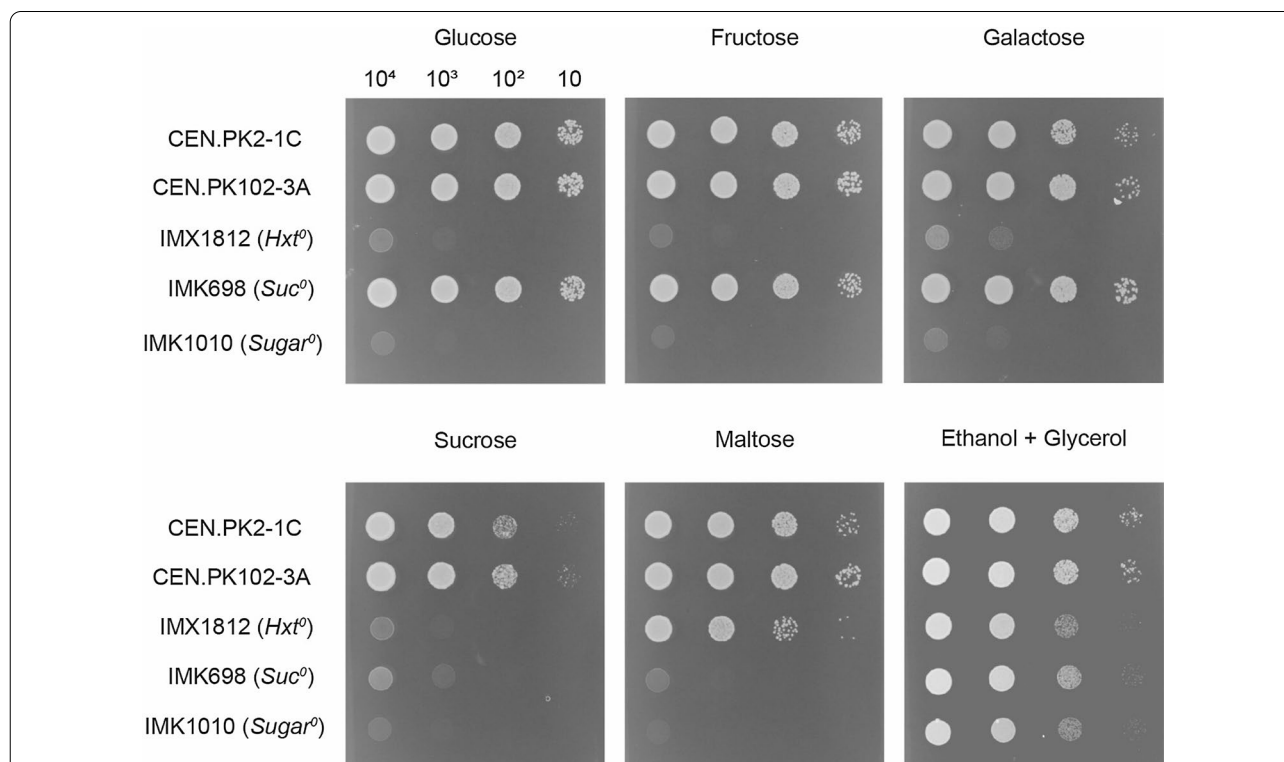 Glucose Fructose Galactose
10⁴ 10³ 10² 10
CEN.PK2-1C
CEN.PK102-3A
IMX1812 (Hxt⁰)
IMK698 (Suc⁰)
IMK1010 (Sugar⁰)
Sucrose Maltose Ethanol + Glycerol
CEN.PK2-1C
CEN.PK102-3A
IMX1812 (Hxt⁰)
IMK698 (Suc⁰)
IMK1010 (Sugar⁰)